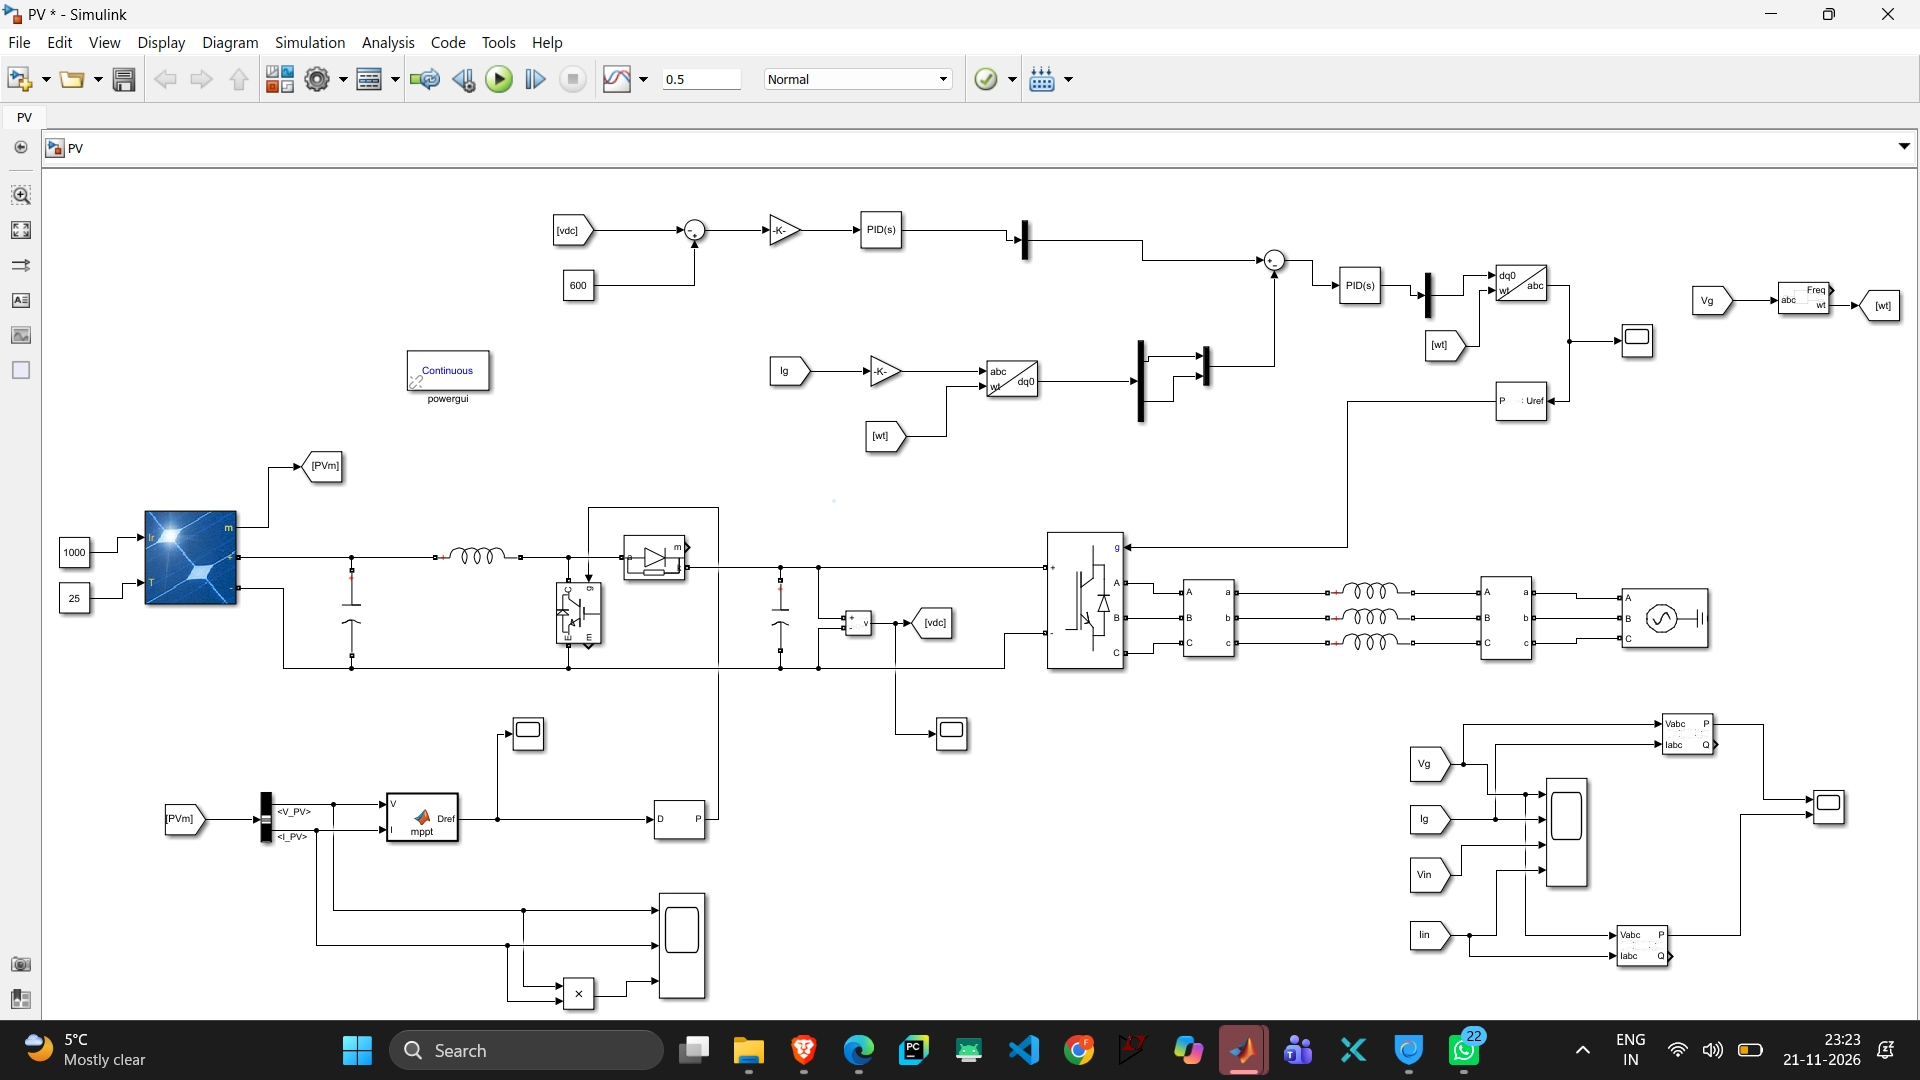 PV * - Simulink
File Edit View Display Diagram Simulation Analysis Code Tools Help
0.5 Normal
PV
PV
[vdc] - + -K- PID(s)
600
+ - PID(s) dq0 wt abc
[wt]
Vg abc Freq wt [wt]
Continuous
powergui
Ig -K- abc wt dq0
[wt]
P Uref
[PVm]
1000 Ir m + -
25 T
a m k
C g E m
+ - v [vdc]
g + - A B C
A B C a b c
A B C a b c
A B C
[PVm] <V_PV> <I_PV>
V I Dref mppt
D P
×
Vg
Ig
Vin
Iin
Vabc Iabc P Q
Vabc Iabc P Q
5°C
Mostly clear
Search
PC
22
ENG
IN
23:23
21-11-2026